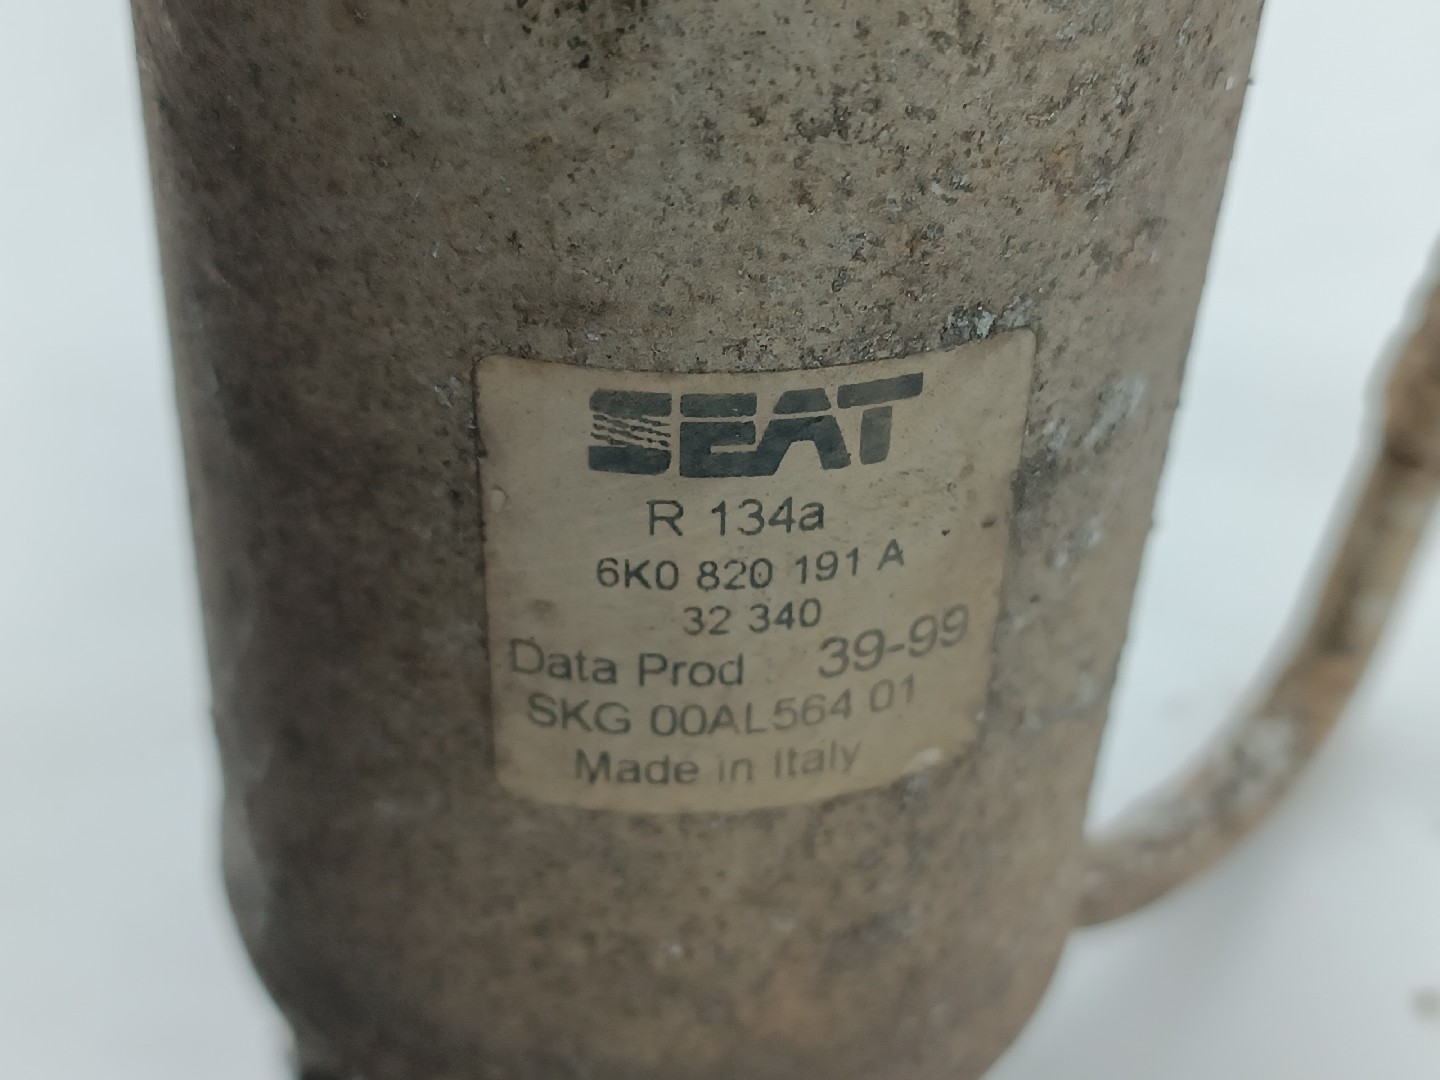 SEAT
R 134a
6K0 820 191 A
32 340
Data Prod. 39-99
SKG 00AL564 01
Made in Italy